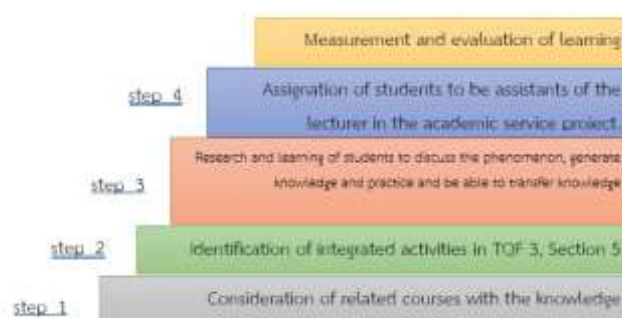 Measurement and evaluation of learning
step 4
Assignation of students to be assistants of the
lecturer in the academic service project.
Research and learning of students to discuss the phenomenon, generate
step 3
knowledge and practice and be able to transfer knowledge
step 2
Identification of integrated activities in TQF 3, Section 5
step 1
Consideration of related courses with the knowledge